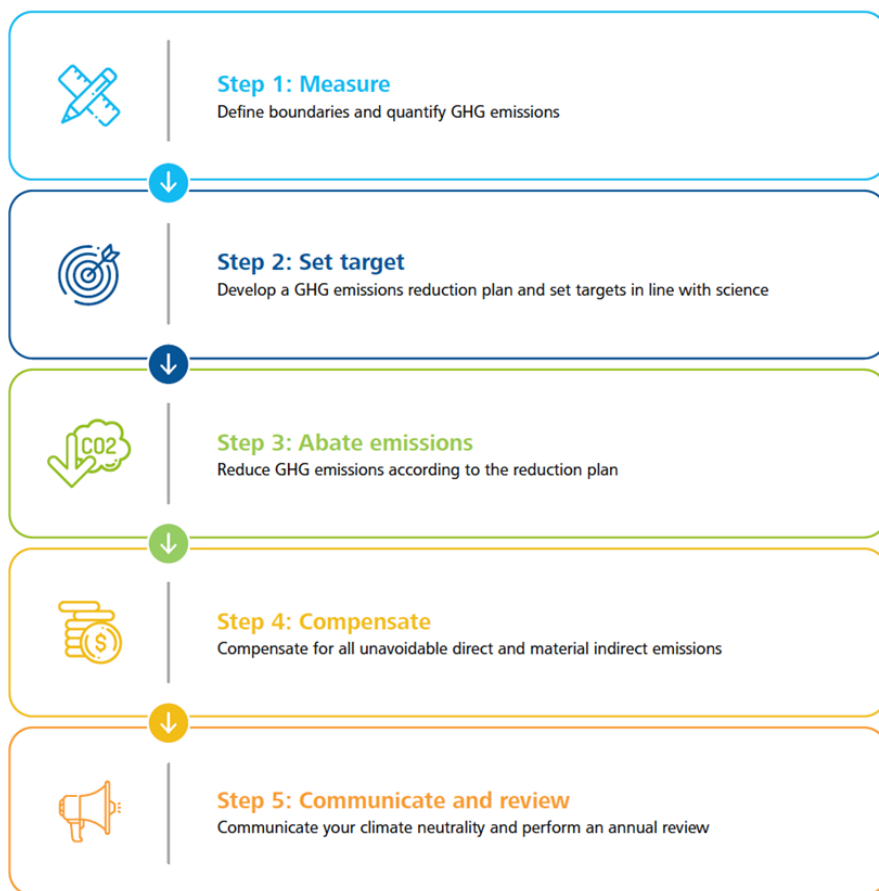 Step 1: Measure
Define boundaries and quantify GHG emissions
Step 2: Set target
Develop a GHG emissions reduction plan and set targets in line with science
CO2
Step 3: Abate emissions
Reduce GHG emissions according to the reduction plan
$
Step 4: Compensate
Compensate for all unavoidable direct and material indirect emissions
Step 5: Communicate and review
Communicate your climate neutrality and perform an annual review